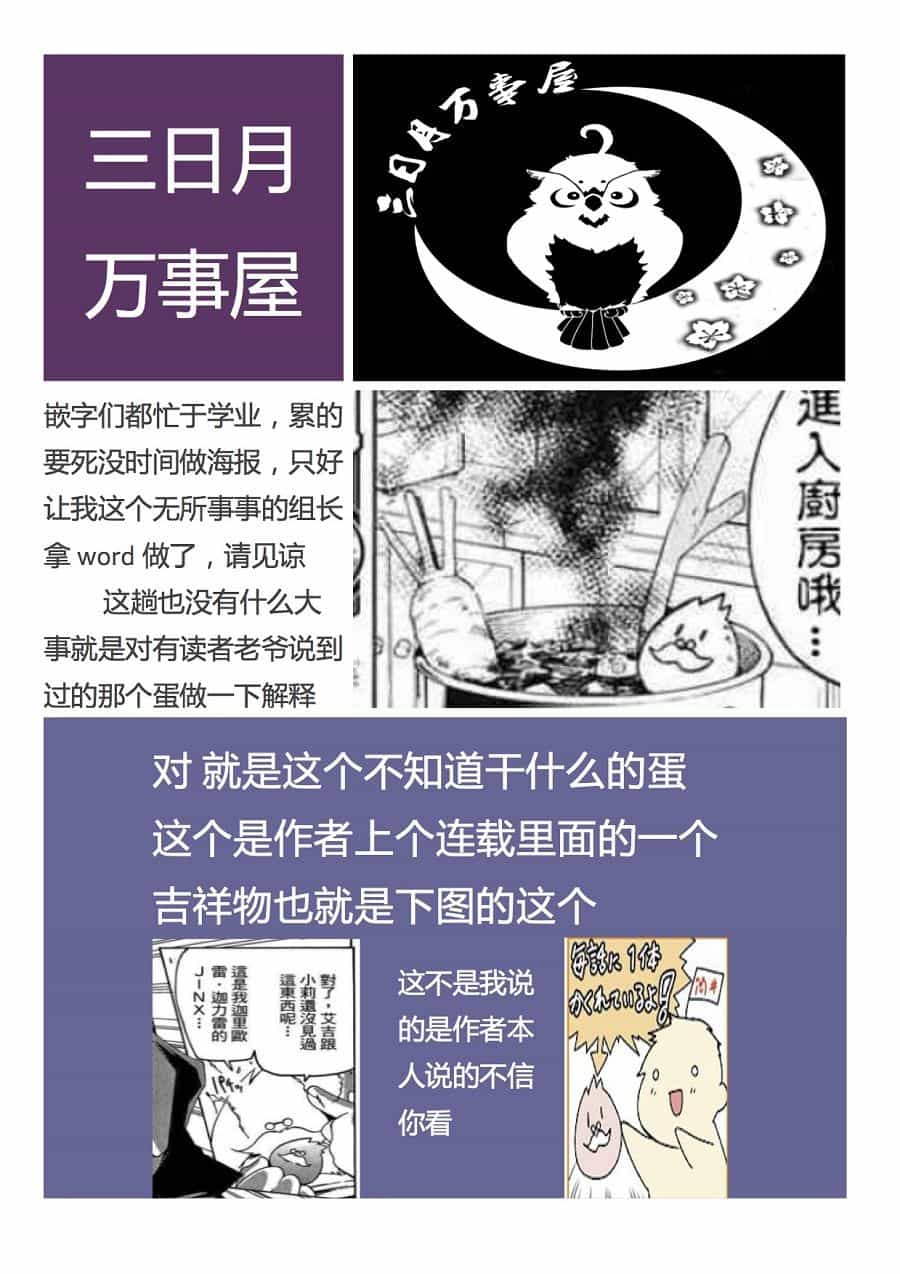 三日月
万事屋
三日月万事屋
嵌字们都忙于学业，累的
要死没时间做海报，只好
让我这个无所事事的组长
拿 word 做了，请见谅
这趟也没有什么大
事就是对有读者老爷说到
过的那个蛋做一下解释
進入廚房哦…
对 就是这个不知道干什么的蛋
这个是作者上个连载里面的一个
吉祥物也就是下图的这个
對了，艾吉跟
小莉還沒見過
這東西呢…
這是我迦里歐
雷·迦力雷的
JINX…
这不是我说
的是作者本
人说的不信
你看
毎話に1体
かくれているよ!